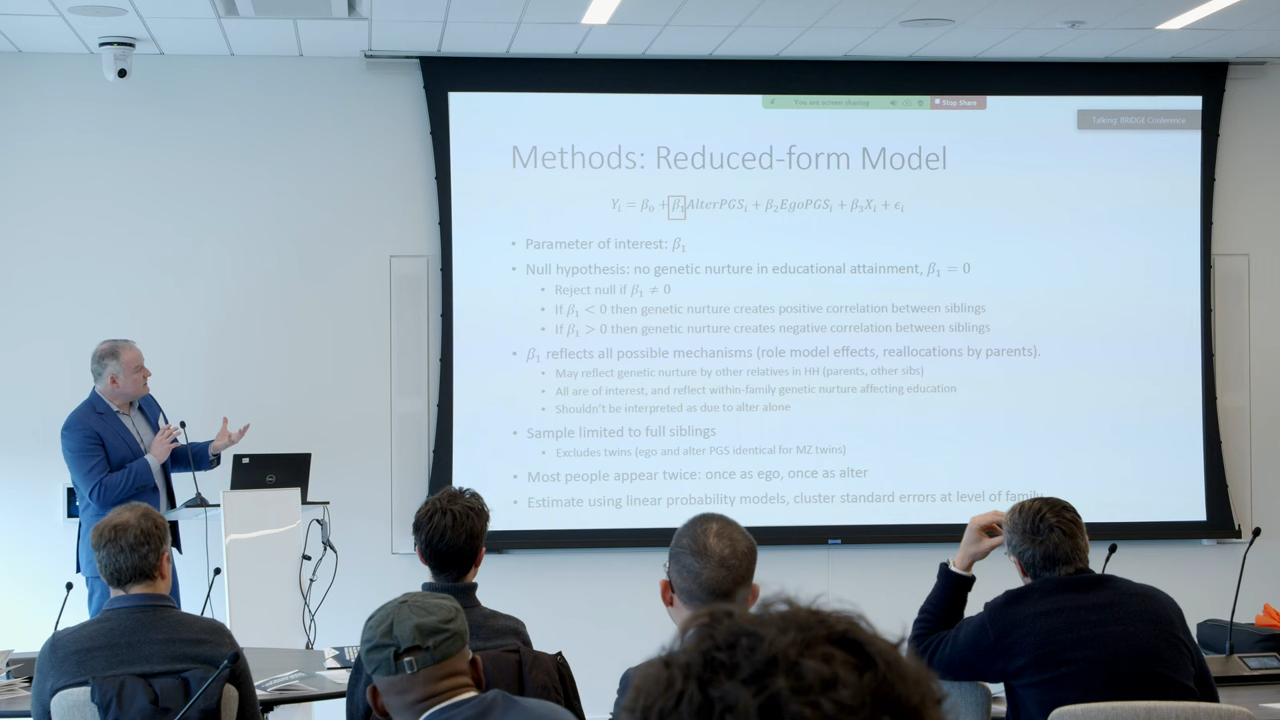 You are screen sharing
Stop Share
Talking: BRIDGE Conference
Methods: Reduced-form Model
Yᵢ = β₀ + β₁AlterPGSᵢ + β₂EgoPGSᵢ + β₃Xᵢ + ϵᵢ
• Parameter of interest: β₁
• Null hypothesis: no genetic nurture in educational attainment, β₁ = 0
• Reject null if β₁ ≠ 0
• If β₁ < 0 then genetic nurture creates positive correlation between siblings
• If β₁ > 0 then genetic nurture creates negative correlation between siblings
• β₁ reflects all possible mechanisms (role model effects, reallocations by parents).
• May reflect genetic nurture by other relatives in HH (parents, other sibs)
• All are of interest, and reflect within-family genetic nurture affecting education
• Shouldn't be interpreted as due to alter alone
• Sample limited to full siblings
• Excludes twins (ego and alter PGS identical for MZ twins)
• Most people appear twice: once as ego, once as alter
• Estimate using linear probability models, cluster standard errors at level of family
DELL